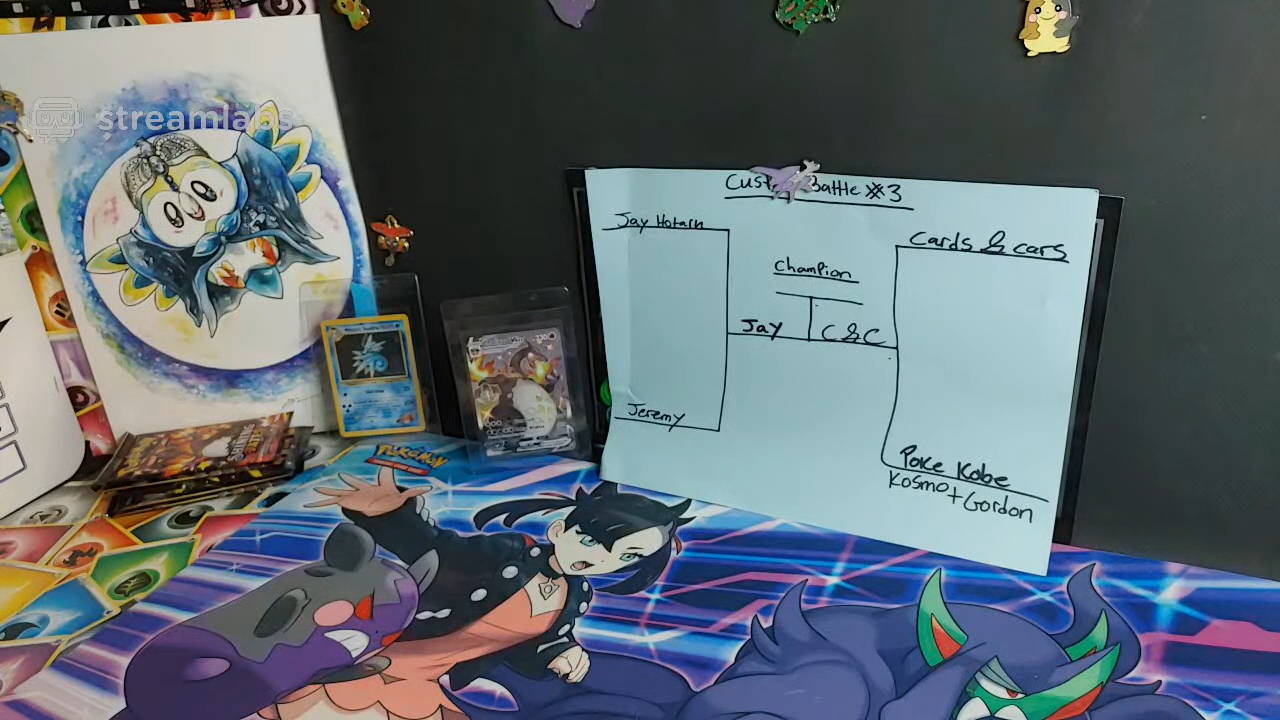 streamlabs
Battle #3
Jay Hotarn
Cards & cars
Champion
Jay
C & C
Jeremy
Poke Kobe
Kosmo + Gordon
POKÉMON